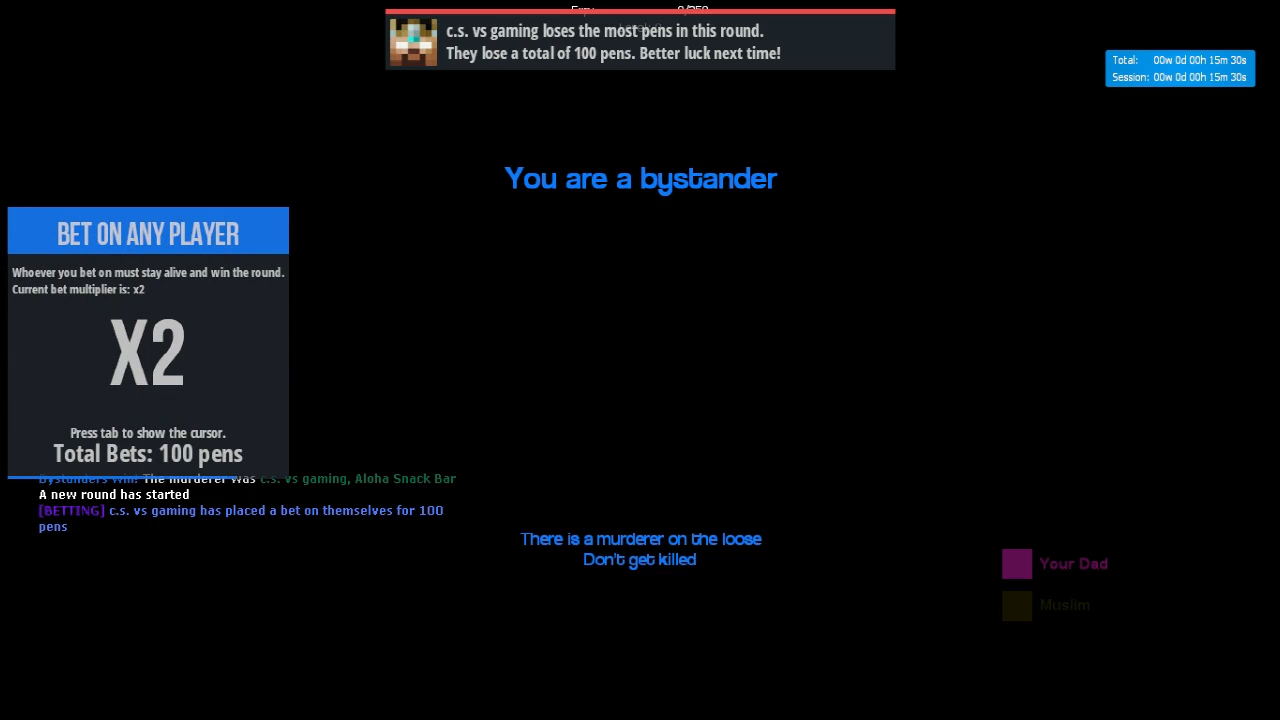 c.s. vs gaming loses the most pens in this round.
They lose a total of 100 pens. Better luck next time!
Total: 00w 0d 00h 15m 30s
Session: 00w 0d 00h 15m 30s
You are a bystander
BET ON ANY PLAYER
Whoever you bet on must stay alive and win the round.
Current bet multiplier is: x2
X2
Press tab to show the cursor.
Total Bets: 100 pens
Bystanders win! The murderer was c.s. vs gaming, Aloha Snack Bar
A new round has started
[BETTING] c.s. vs gaming has placed a bet on themselves for 100
pens
There is a murderer on the loose
Don't get killed
Your Dad
Muslim